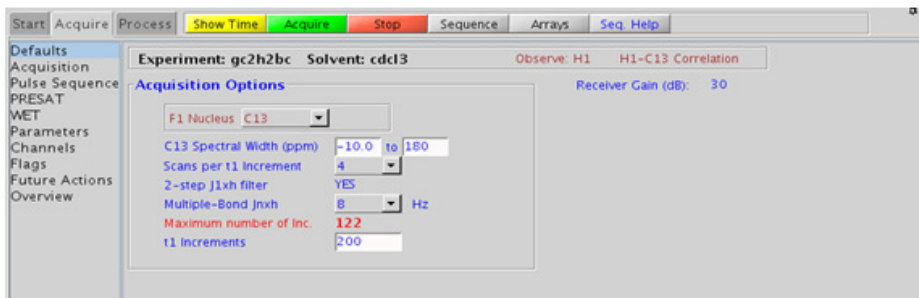 Start Acquire Process Show Time Acquire Stop Sequence Arrays Seq. Help
Defaults
Acquisition
Pulse Sequence
PRESAT
WET
Parameters
Channels
Flags
Future Actions
Overview
Experiment: gc2h2bc Solvent: cdcl3 Observe: H1 H1-C13 Correlation
Acquisition Options Receiver Gain (dB): 30
F1 Nucleus C13
C13 Spectral Width (ppm) -10.0 to 180
Scans per t1 Increment 4
2-step J1xh filter YES
Multiple-Bond Jnxh 8 Hz
Maximum number of Inc. 122
t1 Increments 200